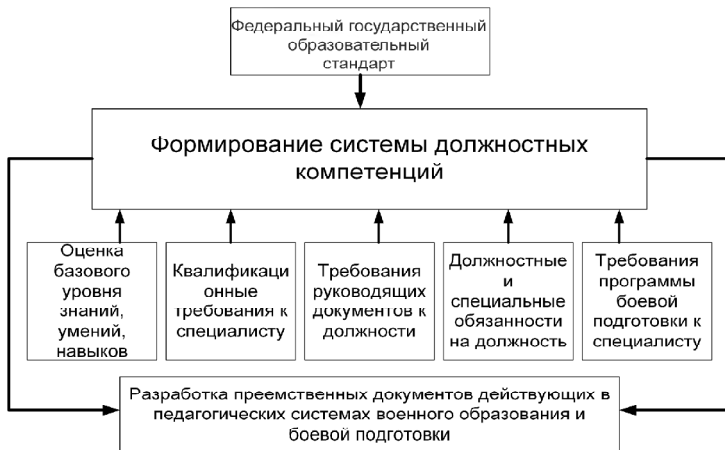 Федеральный государственный
образовательный
стандарт
Формирование системы должностных
компетенций
Оценка
базового
уровня
знаний,
умений,
навыков
Квалификаци
онные
требования к
специалисту
Требования
руководящих
документов к
должности
Должностные
и
специальные
обязанности
на должность
Требования
программы
боевой
подготовки к
специалисту
Разработка преемственных документов действующих в
педагогических системах военного образования и
боевой подготовки